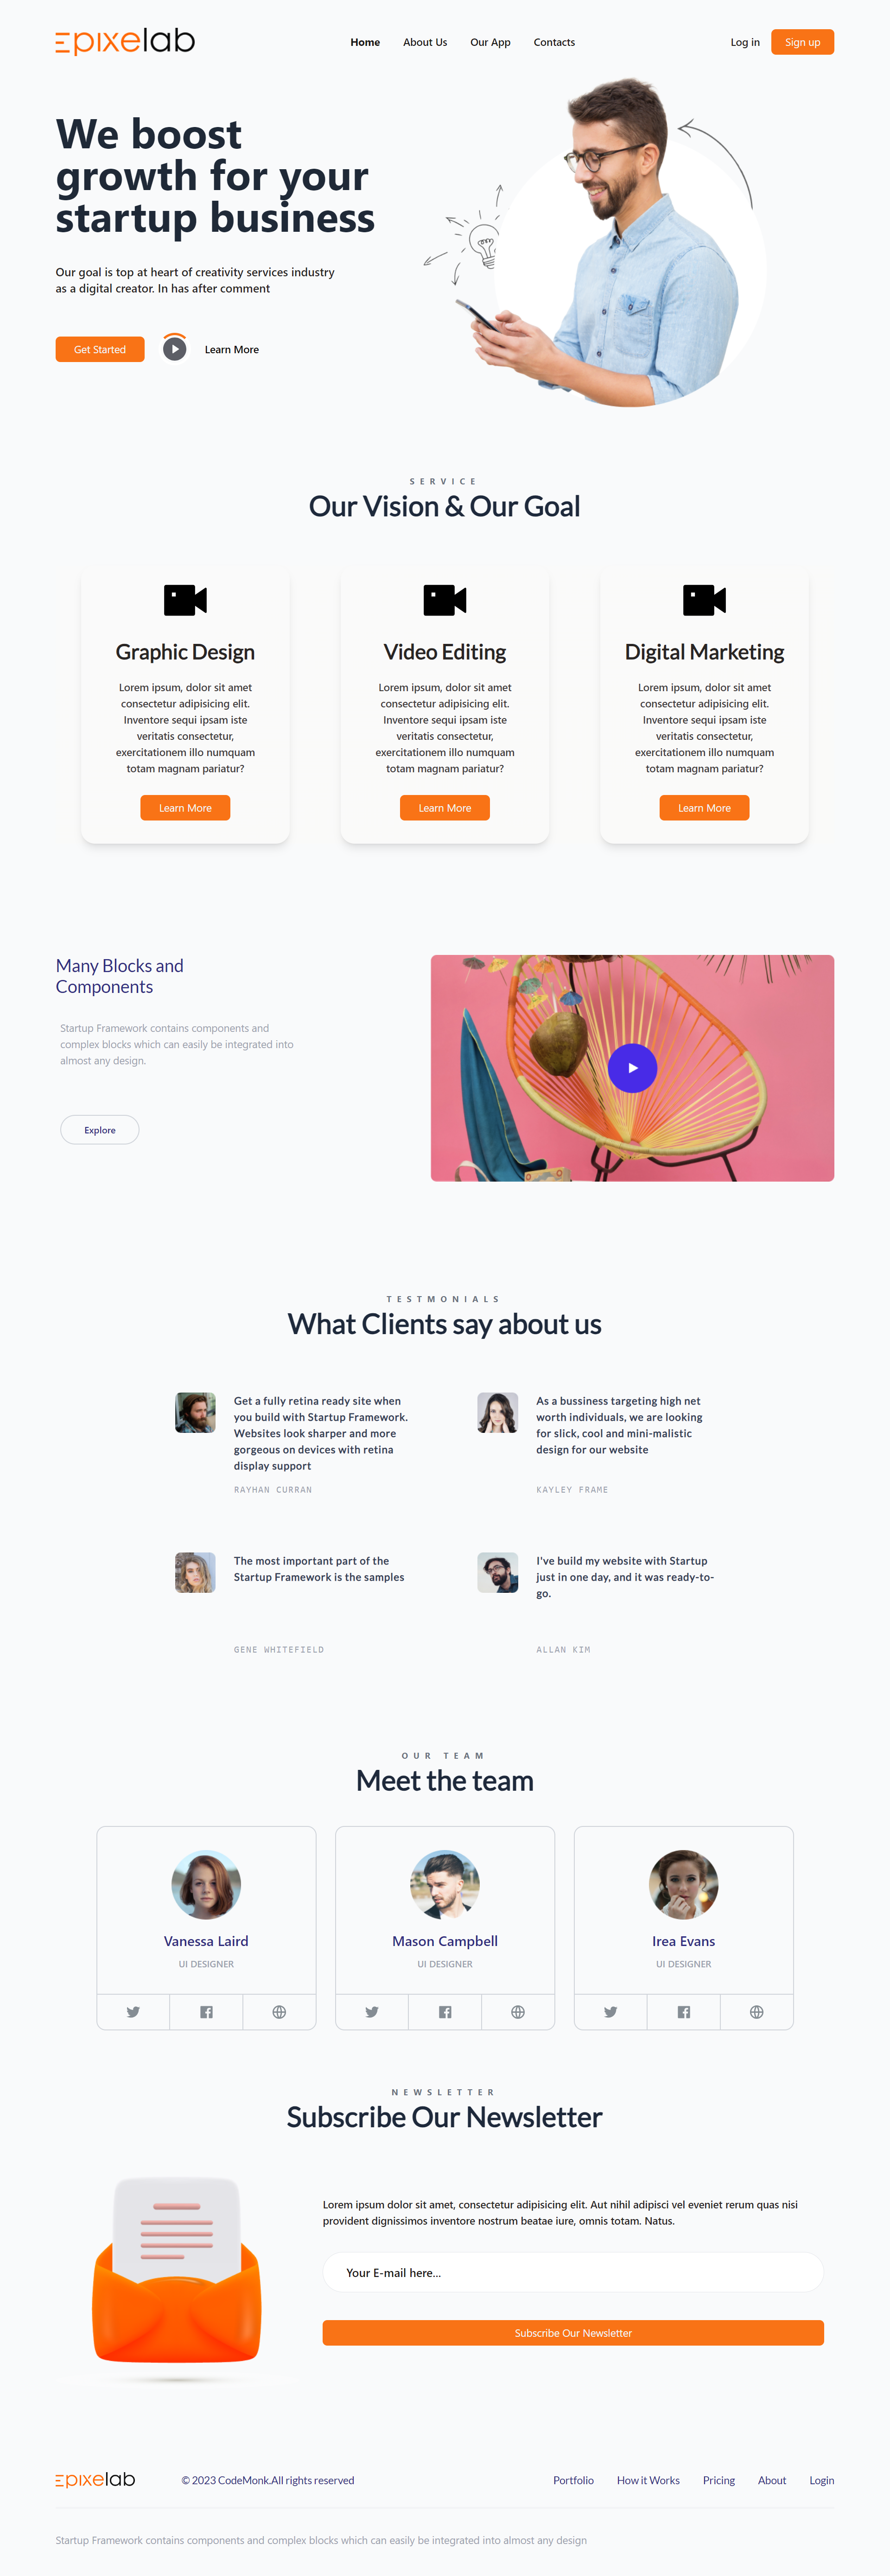 Epixelab
Home
About Us
Our App
Contacts
Log in
Sign up
We boost
growth for your
startup business
Our goal is top at heart of creativity services industry
as a digital creator. In has after comment
Get Started
Learn More
SERVICE
Our Vision & Our Goal
Graphic Design
Lorem ipsum, dolor sit amet
consectetur adipisicing elit.
Inventore sequi ipsam iste
veritatis consectetur,
exercitationem illo numquam
totam magnam pariatur?
Learn More
Video Editing
Lorem ipsum, dolor sit amet
consectetur adipisicing elit.
Inventore sequi ipsam iste
veritatis consectetur,
exercitationem illo numquam
totam magnam pariatur?
Learn More
Digital Marketing
Lorem ipsum, dolor sit amet
consectetur adipisicing elit.
Inventore sequi ipsam iste
veritatis consectetur,
exercitationem illo numquam
totam magnam pariatur?
Learn More
Many Blocks and
Components
Startup Framework contains components and
complex blocks which can easily be integrated into
almost any design.
Explore
TESTMONIALS
What Clients say about us
Get a fully retina ready site when
you build with Startup Framework.
Websites look sharper and more
gorgeous on devices with retina
display support
RAYHAN CURRAN
As a bussiness targeting high net
worth individuals, we are looking
for slick, cool and mini-malistic
design for our website
KAYLEY FRAME
The most important part of the
Startup Framework is the samples
GENE WHITEFIELD
I've build my website with Startup
just in one day, and it was ready-to-
go.
ALLAN KIM
OUR TEAM
Meet the team
Vanessa Laird
UI DESIGNER
Mason Campbell
UI DESIGNER
Irea Evans
UI DESIGNER
NEWSLETTER
Subscribe Our Newsletter
Lorem ipsum dolor sit amet, consectetur adipisicing elit. Aut nihil adipisci vel eveniet rerum quas nisi
provident dignissimos inventore nostrum beatae iure, omnis totam. Natus.
Your E-mail here...
Subscribe Our Newsletter
Epixelab
© 2023 CodeMonk.All rights reserved
Portfolio
How it Works
Pricing
About
Login
Startup Framework contains components and complex blocks which can easily be integrated into almost any design